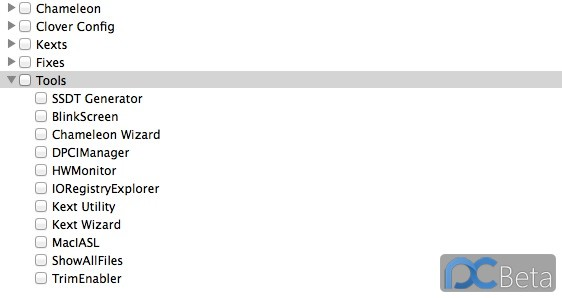 Chameleon
Clover Config
Kexts
Fixes
Tools
SSDT Generator
BlinkScreen
Chameleon Wizard
DPCIManager
HWMonitor
IORegistryExplorer
Kext Utility
Kext Wizard
MacIASL
ShowAllFiles
TrimEnabler
PCBeta